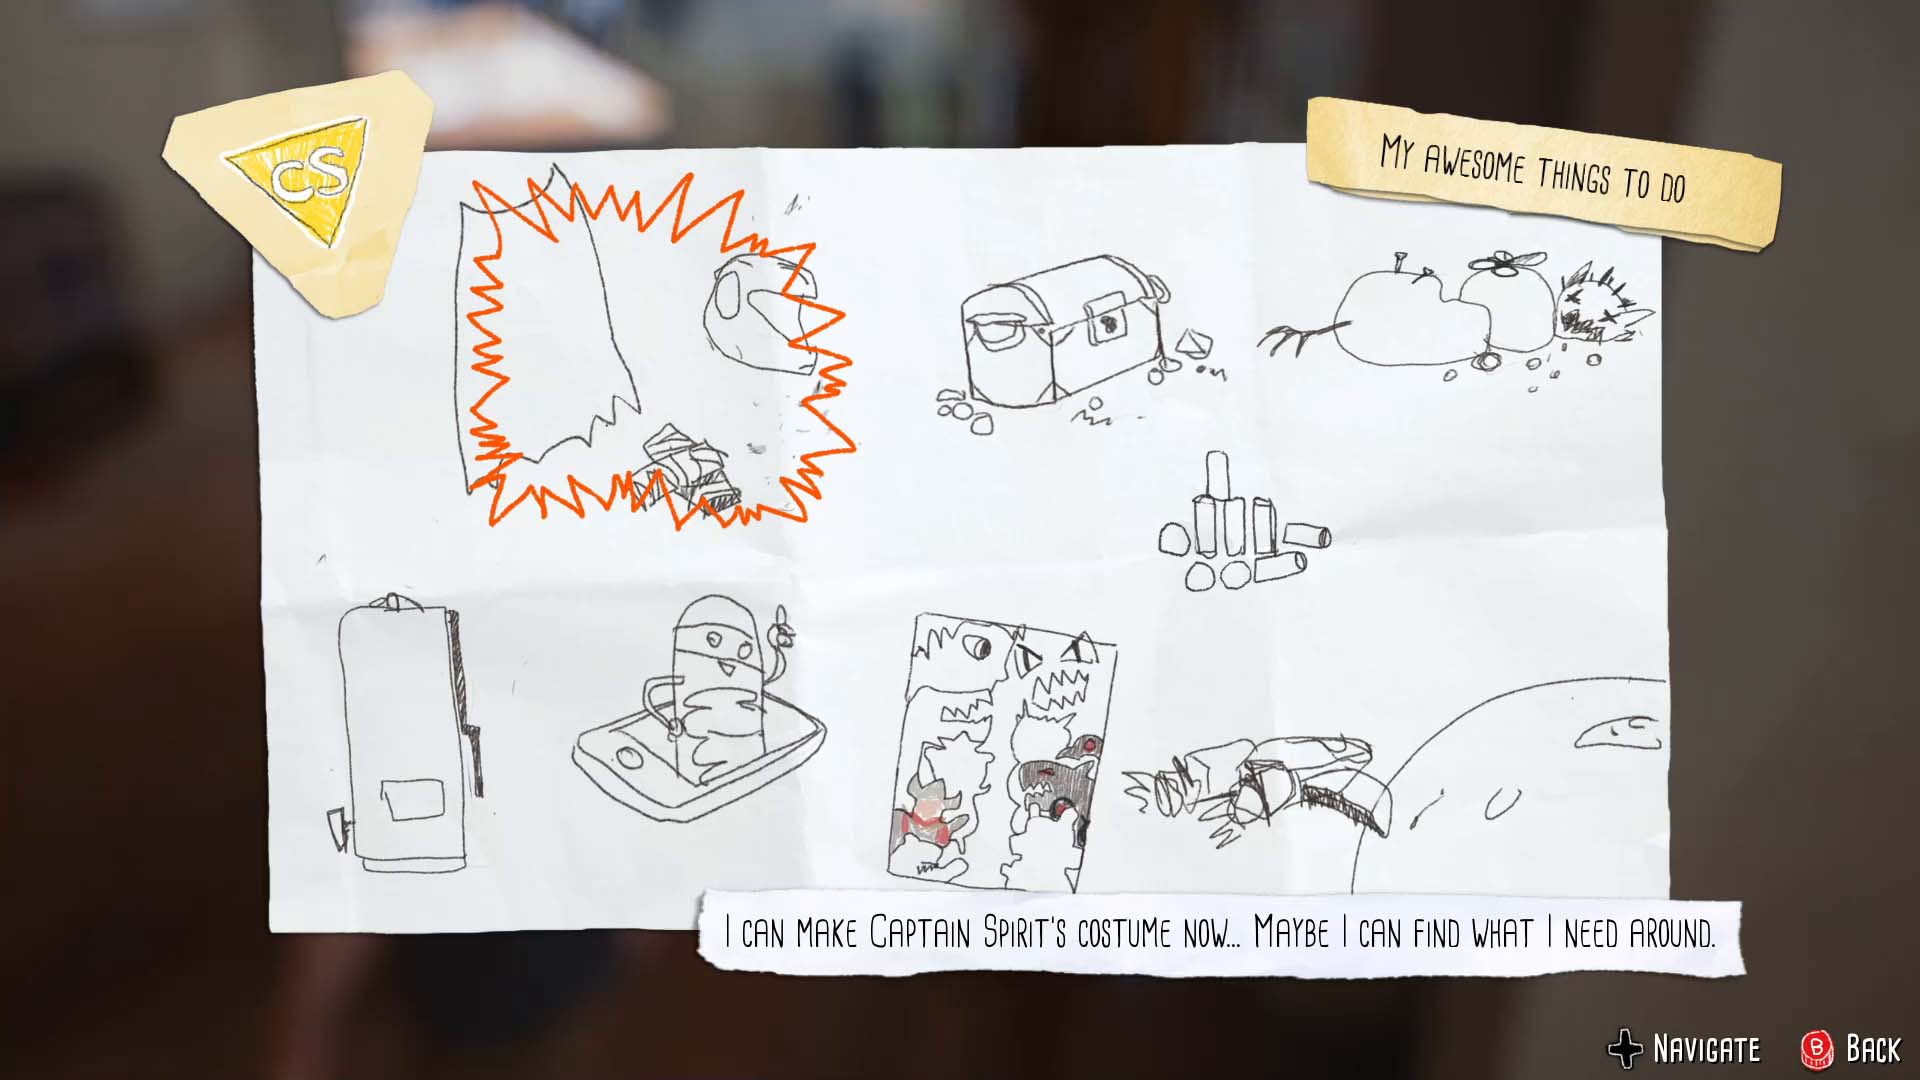 CS
My awesome things to do
I can make Captain Spirit's costume now... Maybe I can find what I need around.
Navigate
B Back